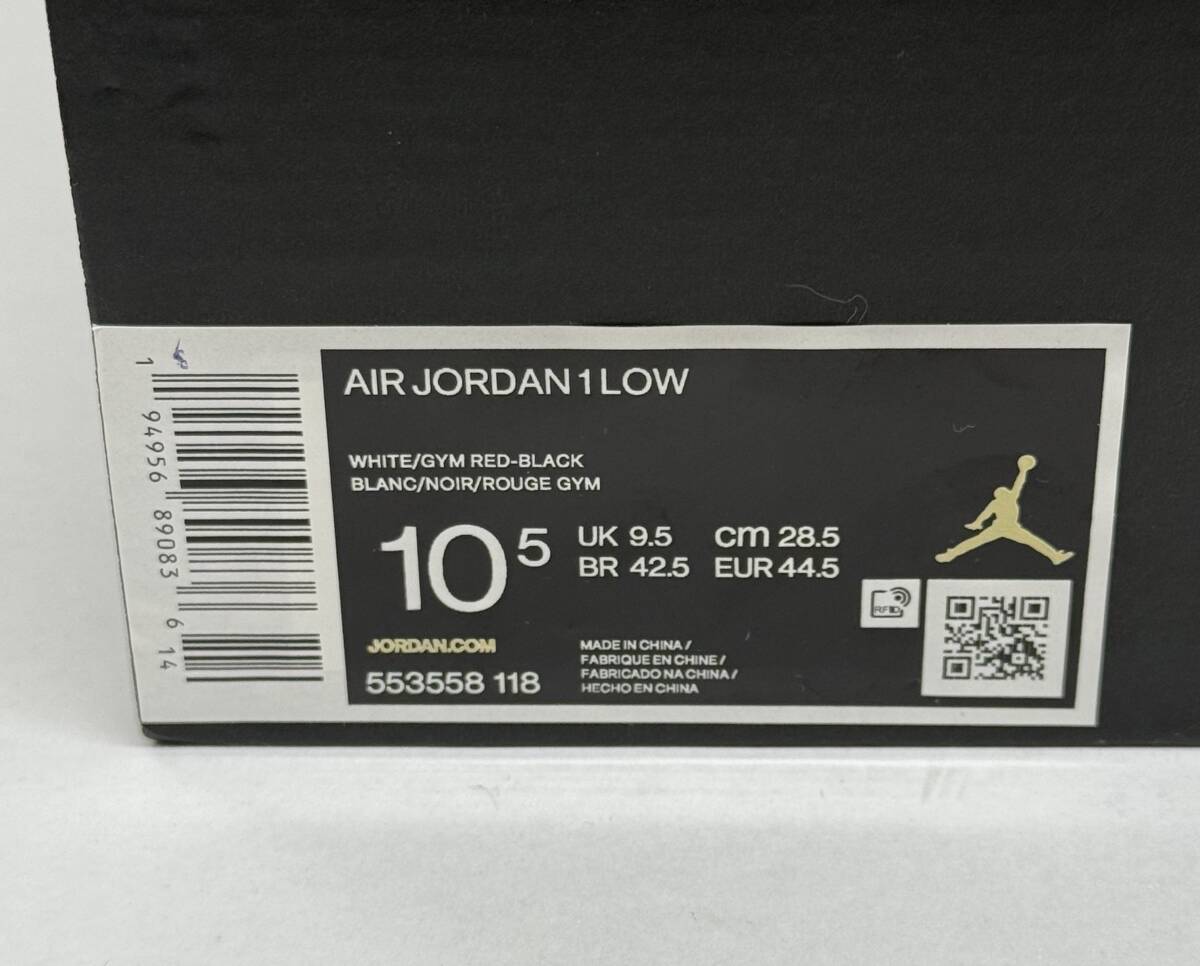 1 94956 89083 6 14
AIR JORDAN 1 LOW
WHITE/GYM RED-BLACK
BLANC/NOIR/ROUGE GYM
10 5
UK 9.5 cm 28.5
BR 42.5 EUR 44.5
RFID
JORDAN.COM
553558 118
MADE IN CHINA /
FABRIQUE EN CHINE /
FABRICADO NA CHINA /
HECHO EN CHINA